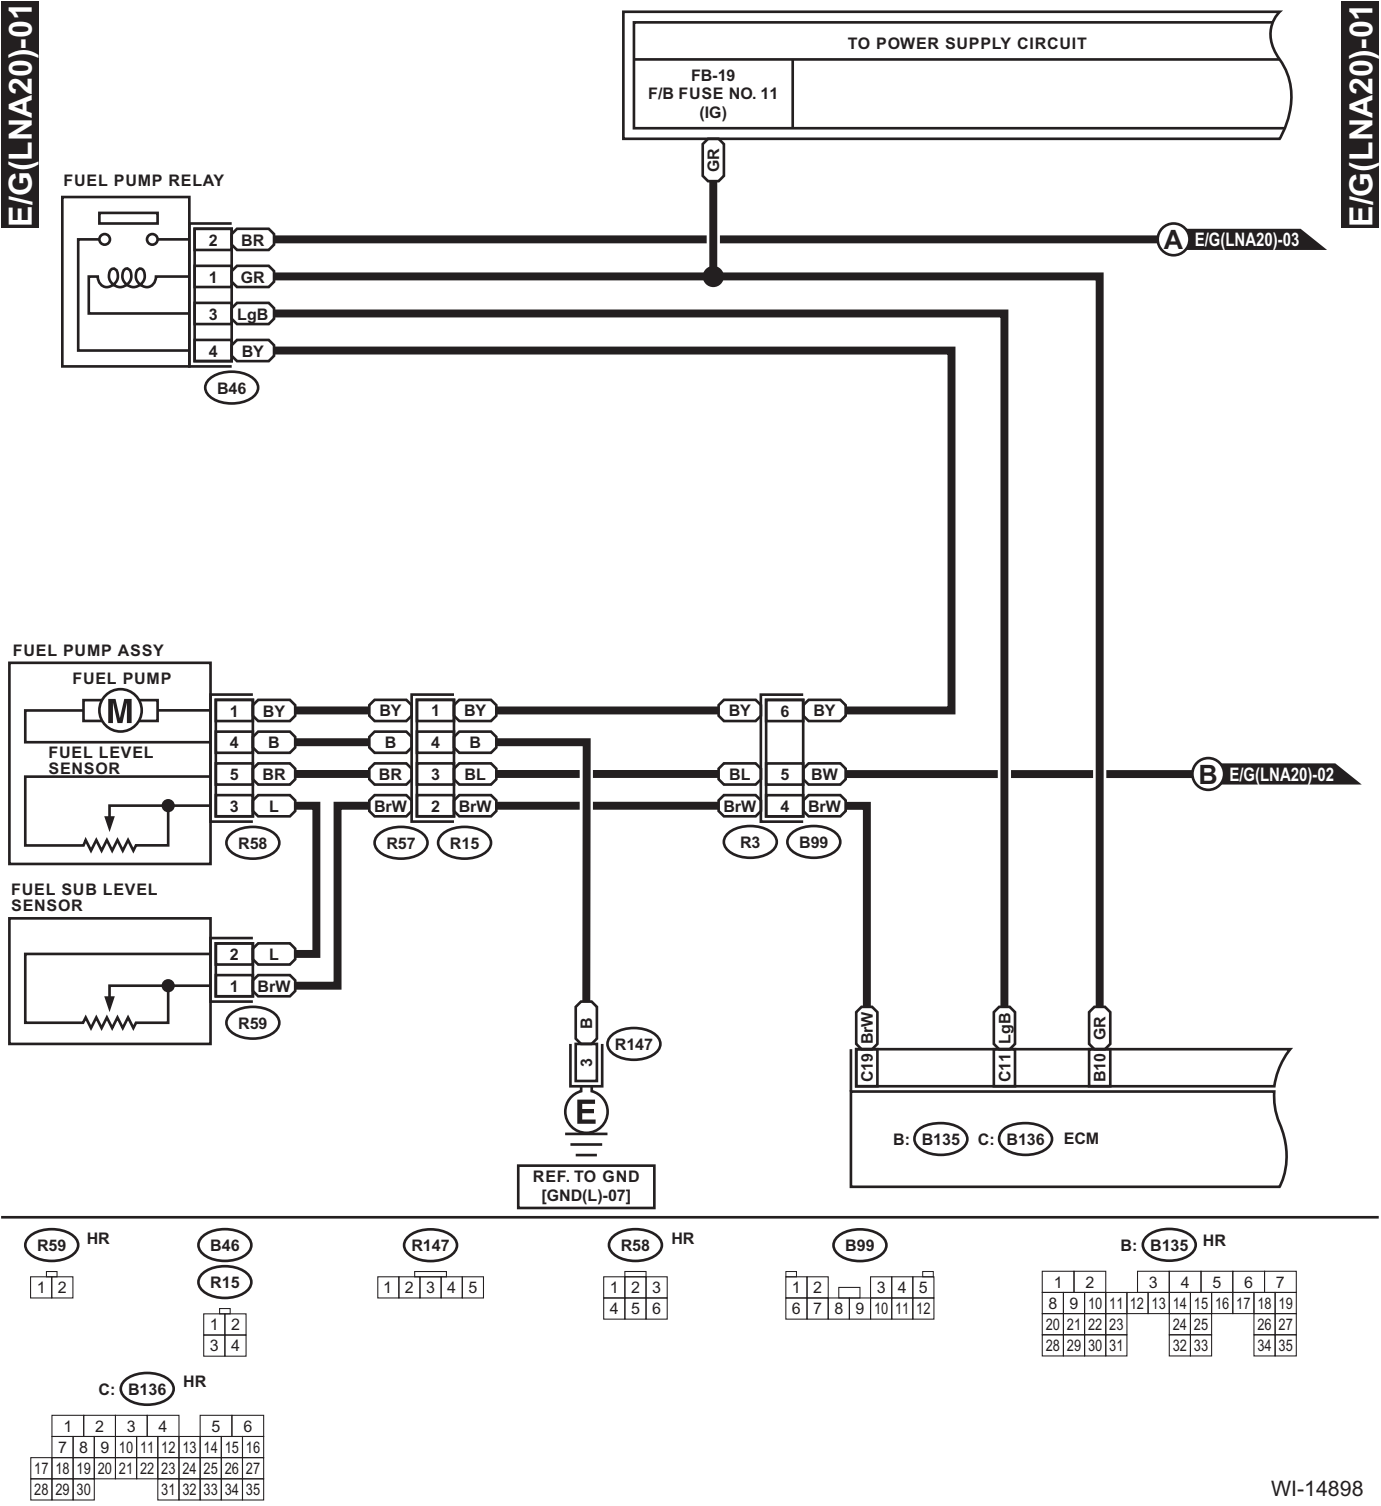 E/G(LNA20)-01
E/G(LNA20)-01
TO POWER SUPPLY CIRCUIT
FB-19
F/B FUSE NO. 11
(IG)
GR
FUEL PUMP RELAY
2 BR
A E/G(LNA20)-03
1 GR
3 LgB
4 BY
B46
FUEL PUMP ASSY
FUEL PUMP
M
FUEL LEVEL
SENSOR
1 BY BY 1 BY BY 6 BY
4 B B 4 B
5 BR BR 3 BL BL 5 BW
B E/G(LNA20)-02
3 L BrW 2 BrW BrW 4 BrW
R58 R57 R15 R3 B99
FUEL SUB LEVEL
SENSOR
2 L
1 BrW
R59
B
3
R147
E
REF. TO GND
[GND(L)-07]
BrW LgB GR
C19 C11 B10
B: B135 C: B136 ECM
R59 HR
1 2
B46
R15
1 2
3 4
R147
1 2 3 4 5
R58 HR
1 2 3
4 5 6
B99
1 2 3 4 5
6 7 8 9 10 11 12
B: B135 HR
1 2 3 4 5 6 7
8 9 10 11 12 13 14 15 16 17 18 19
20 21 22 23 24 25 26 27
28 29 30 31 32 33 34 35
C: B136 HR
1 2 3 4 5 6
7 8 9 10 11 12 13 14 15 16
17 18 19 20 21 22 23 24 25 26 27
28 29 30 31 32 33 34 35
WI-14898